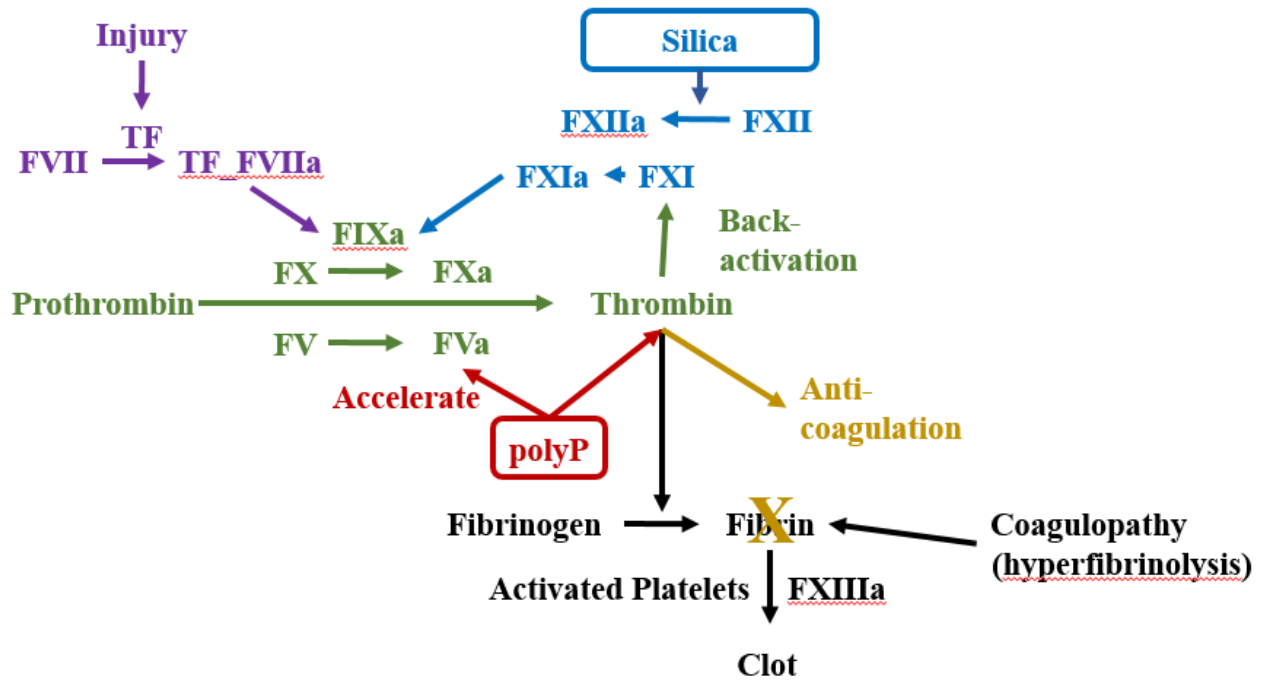 Injury
Silica
TF
FXIIa
FXII
FVII
TF_FVIIa
FXIa
FXI
FIXa
Back-
activation
FX
FXa
Prothrombin
Thrombin
FV
FVa
Accelerate
Anti-
coagulation
polyP
Fibrinogen
Fibrin
X
Coagulopathy
(hyperfibrinolysis)
Activated Platelets
FXIIIa
Clot